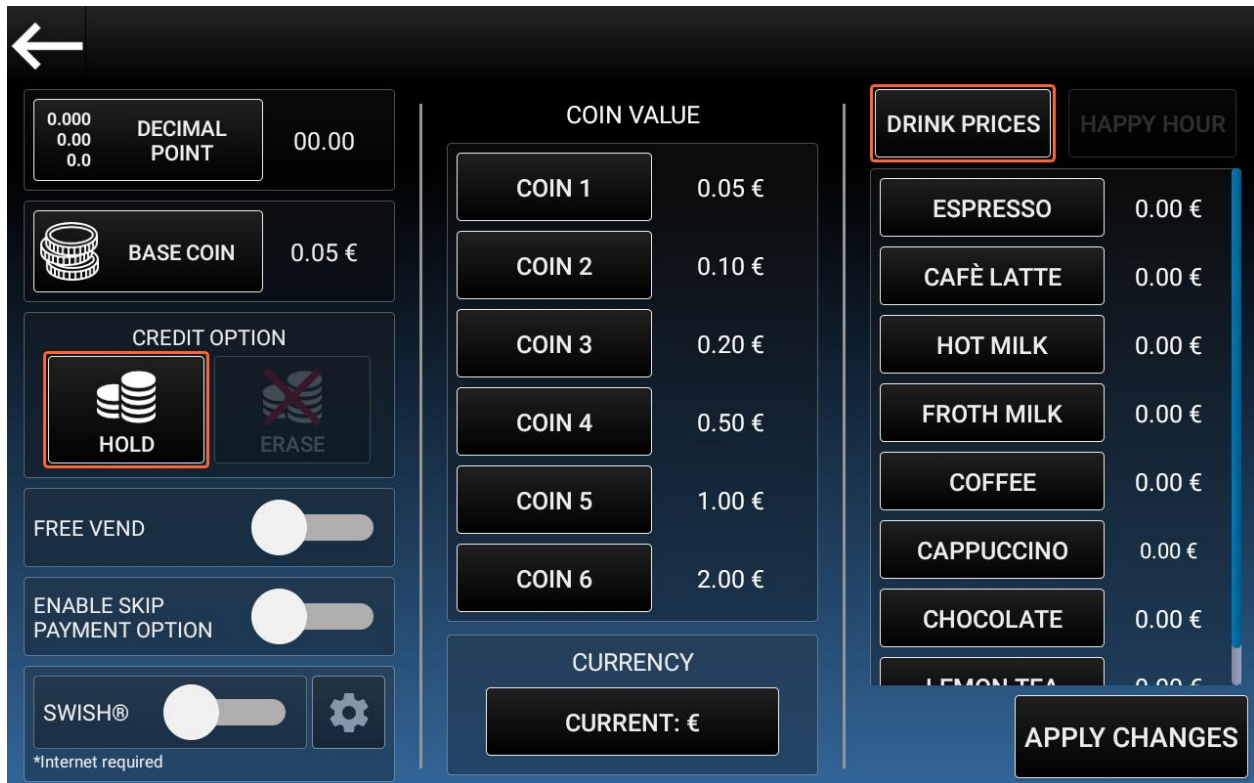 0.000
0.00
0.0
DECIMAL
POINT
00.00
BASE COIN
0.05 €
CREDIT OPTION
HOLD
ERASE
FREE VEND
ENABLE SKIP
PAYMENT OPTION
SWISH®
*Internet required
COIN VALUE
COIN 1 0.05 €
COIN 2 0.10 €
COIN 3 0.20 €
COIN 4 0.50 €
COIN 5 1.00 €
COIN 6 2.00 €
CURRENCY
CURRENT: €
DRINK PRICES
HAPPY HOUR
ESPRESSO 0.00 €
CAFÈ LATTE 0.00 €
HOT MILK 0.00 €
FROTH MILK 0.00 €
COFFEE 0.00 €
CAPPUCCINO 0.00 €
CHOCOLATE 0.00 €
LEMON TEA 0.00 €
APPLY CHANGES